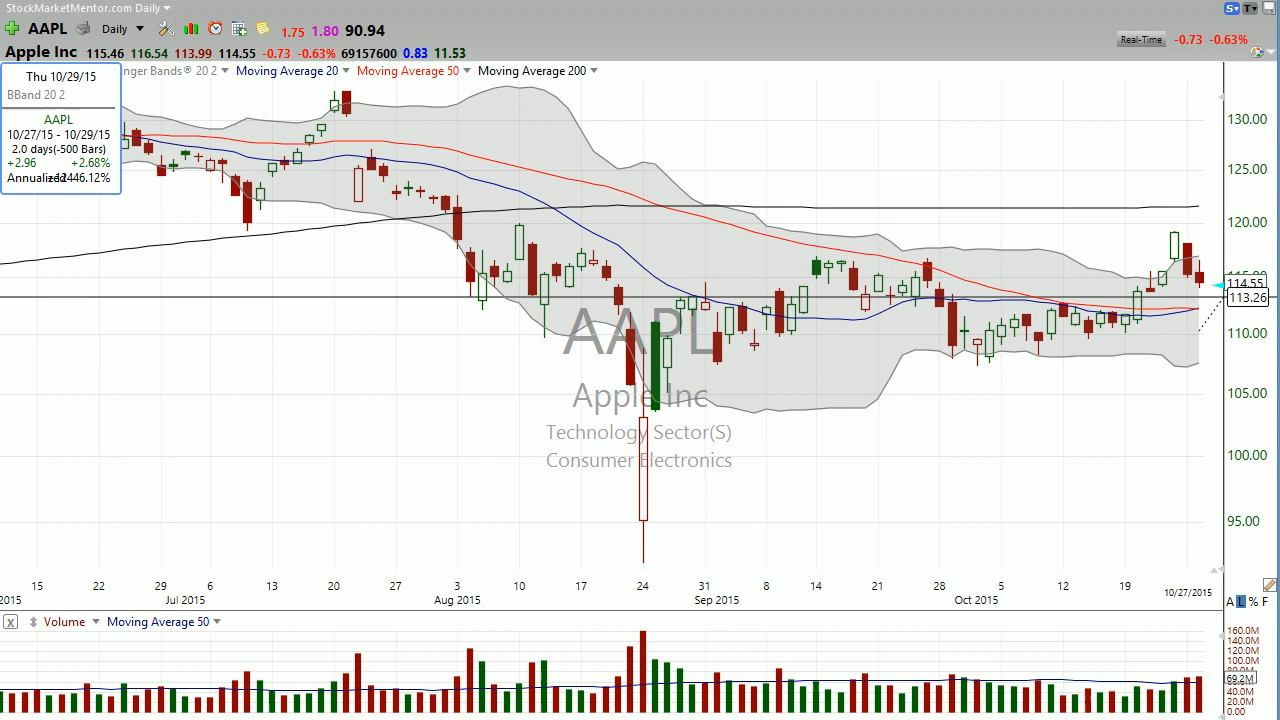 StockMarketMentor.com Daily
S T
AAPL Daily 1.75 1.80 90.94
Real-Time -0.73 -0.63%
Apple Inc 115.46 116.54 113.99 114.55 -0.73 -0.63% 69157600 0.83 11.53
nger Bands® 20 2 Moving Average 20 Moving Average 50 Moving Average 200
Thu 10/29/15
BBand 20 2
AAPL
10/27/15 - 10/29/15
2.0 days(-500 Bars)
+2.96 +2.68%
Annualized 446.12%
130.00
125.00
120.00
115.00
114.55
113.26
110.00
105.00
100.00
95.00
AAPL
Apple Inc
Technology Sector(S)
Consumer Electronics
15 22 29 6 13 20 27 3 10 17 24 31 8 14 21 28 5 12 19 10/27/2015
2015 Jul 2015 Aug 2015 Sep 2015 Oct 2015
A L % F
X Volume Moving Average 50
160.0M
140.0M
120.0M
100.0M
80.0M
69.2M
40.0M
20.0M
0.00